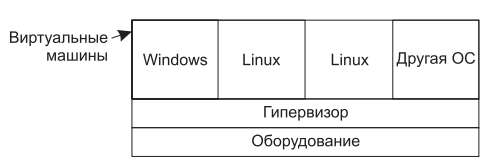 Виртуальные
машины
Windows
Linux
Linux
Другая ОС
Гипервизор
Оборудование